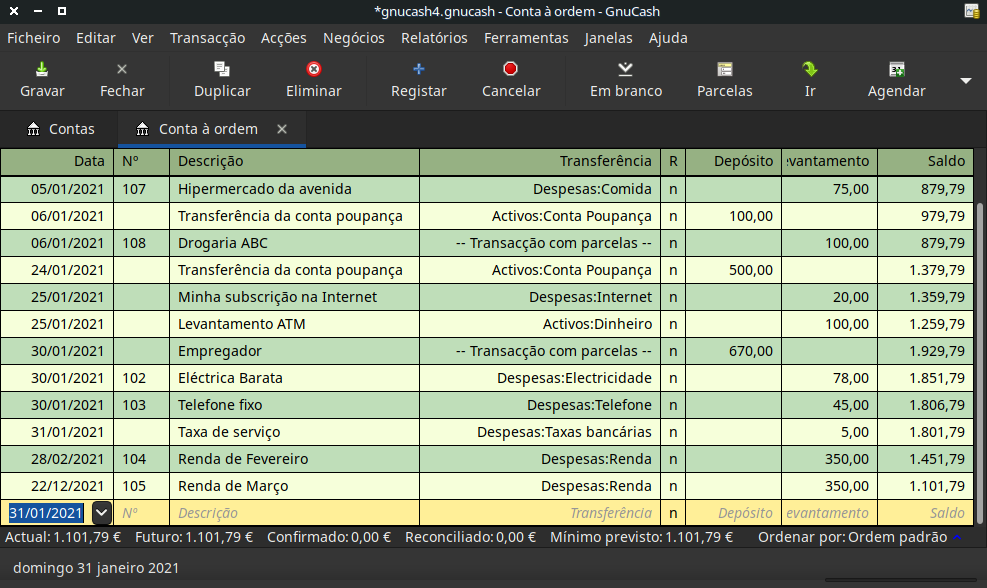 *gnucash4.gnucash - Conta à ordem - GnuCash
Ficheiro Editar Ver Transacção Acções Negócios Relatórios Ferramentas Janelas Ajuda
Gravar Fechar Duplicar Eliminar Registar Cancelar Em branco Parcelas Ir Agendar
Contas Conta à ordem
Data Nº Descrição Transferência R Depósito evantamento Saldo
05/01/2021 107 Hipermercado da avenida Despesas:Comida n 75,00 879,79
06/01/2021 Transferência da conta poupança Activos:Conta Poupança n 100,00 979,79
06/01/2021 108 Drogaria ABC -- Transacção com parcelas -- n 100,00 879,79
24/01/2021 Transferência da conta poupança Activos:Conta Poupança n 500,00 1.379,79
25/01/2021 Minha subscrição na Internet Despesas:Internet n 20,00 1.359,79
25/01/2021 Levantamento ATM Activos:Dinheiro n 100,00 1.259,79
30/01/2021 Empregador -- Transacção com parcelas -- n 670,00 1.929,79
30/01/2021 102 Eléctrica Barata Despesas:Electricidade n 78,00 1.851,79
30/01/2021 103 Telefone fixo Despesas:Telefone n 45,00 1.806,79
31/01/2021 Taxa de serviço Despesas:Taxas bancárias n 5,00 1.801,79
28/02/2021 104 Renda de Fevereiro Despesas:Renda n 350,00 1.451,79
22/12/2021 105 Renda de Março Despesas:Renda n 350,00 1.101,79
31/01/2021 Nº Descrição Transferência n Depósito evantamento Saldo
Actual: 1.101,79 € Futuro: 1.101,79 € Confirmado: 0,00 € Reconciliado: 0,00 € Mínimo previsto: 1.101,79 € Ordenar por: Ordem padrão
domingo 31 janeiro 2021